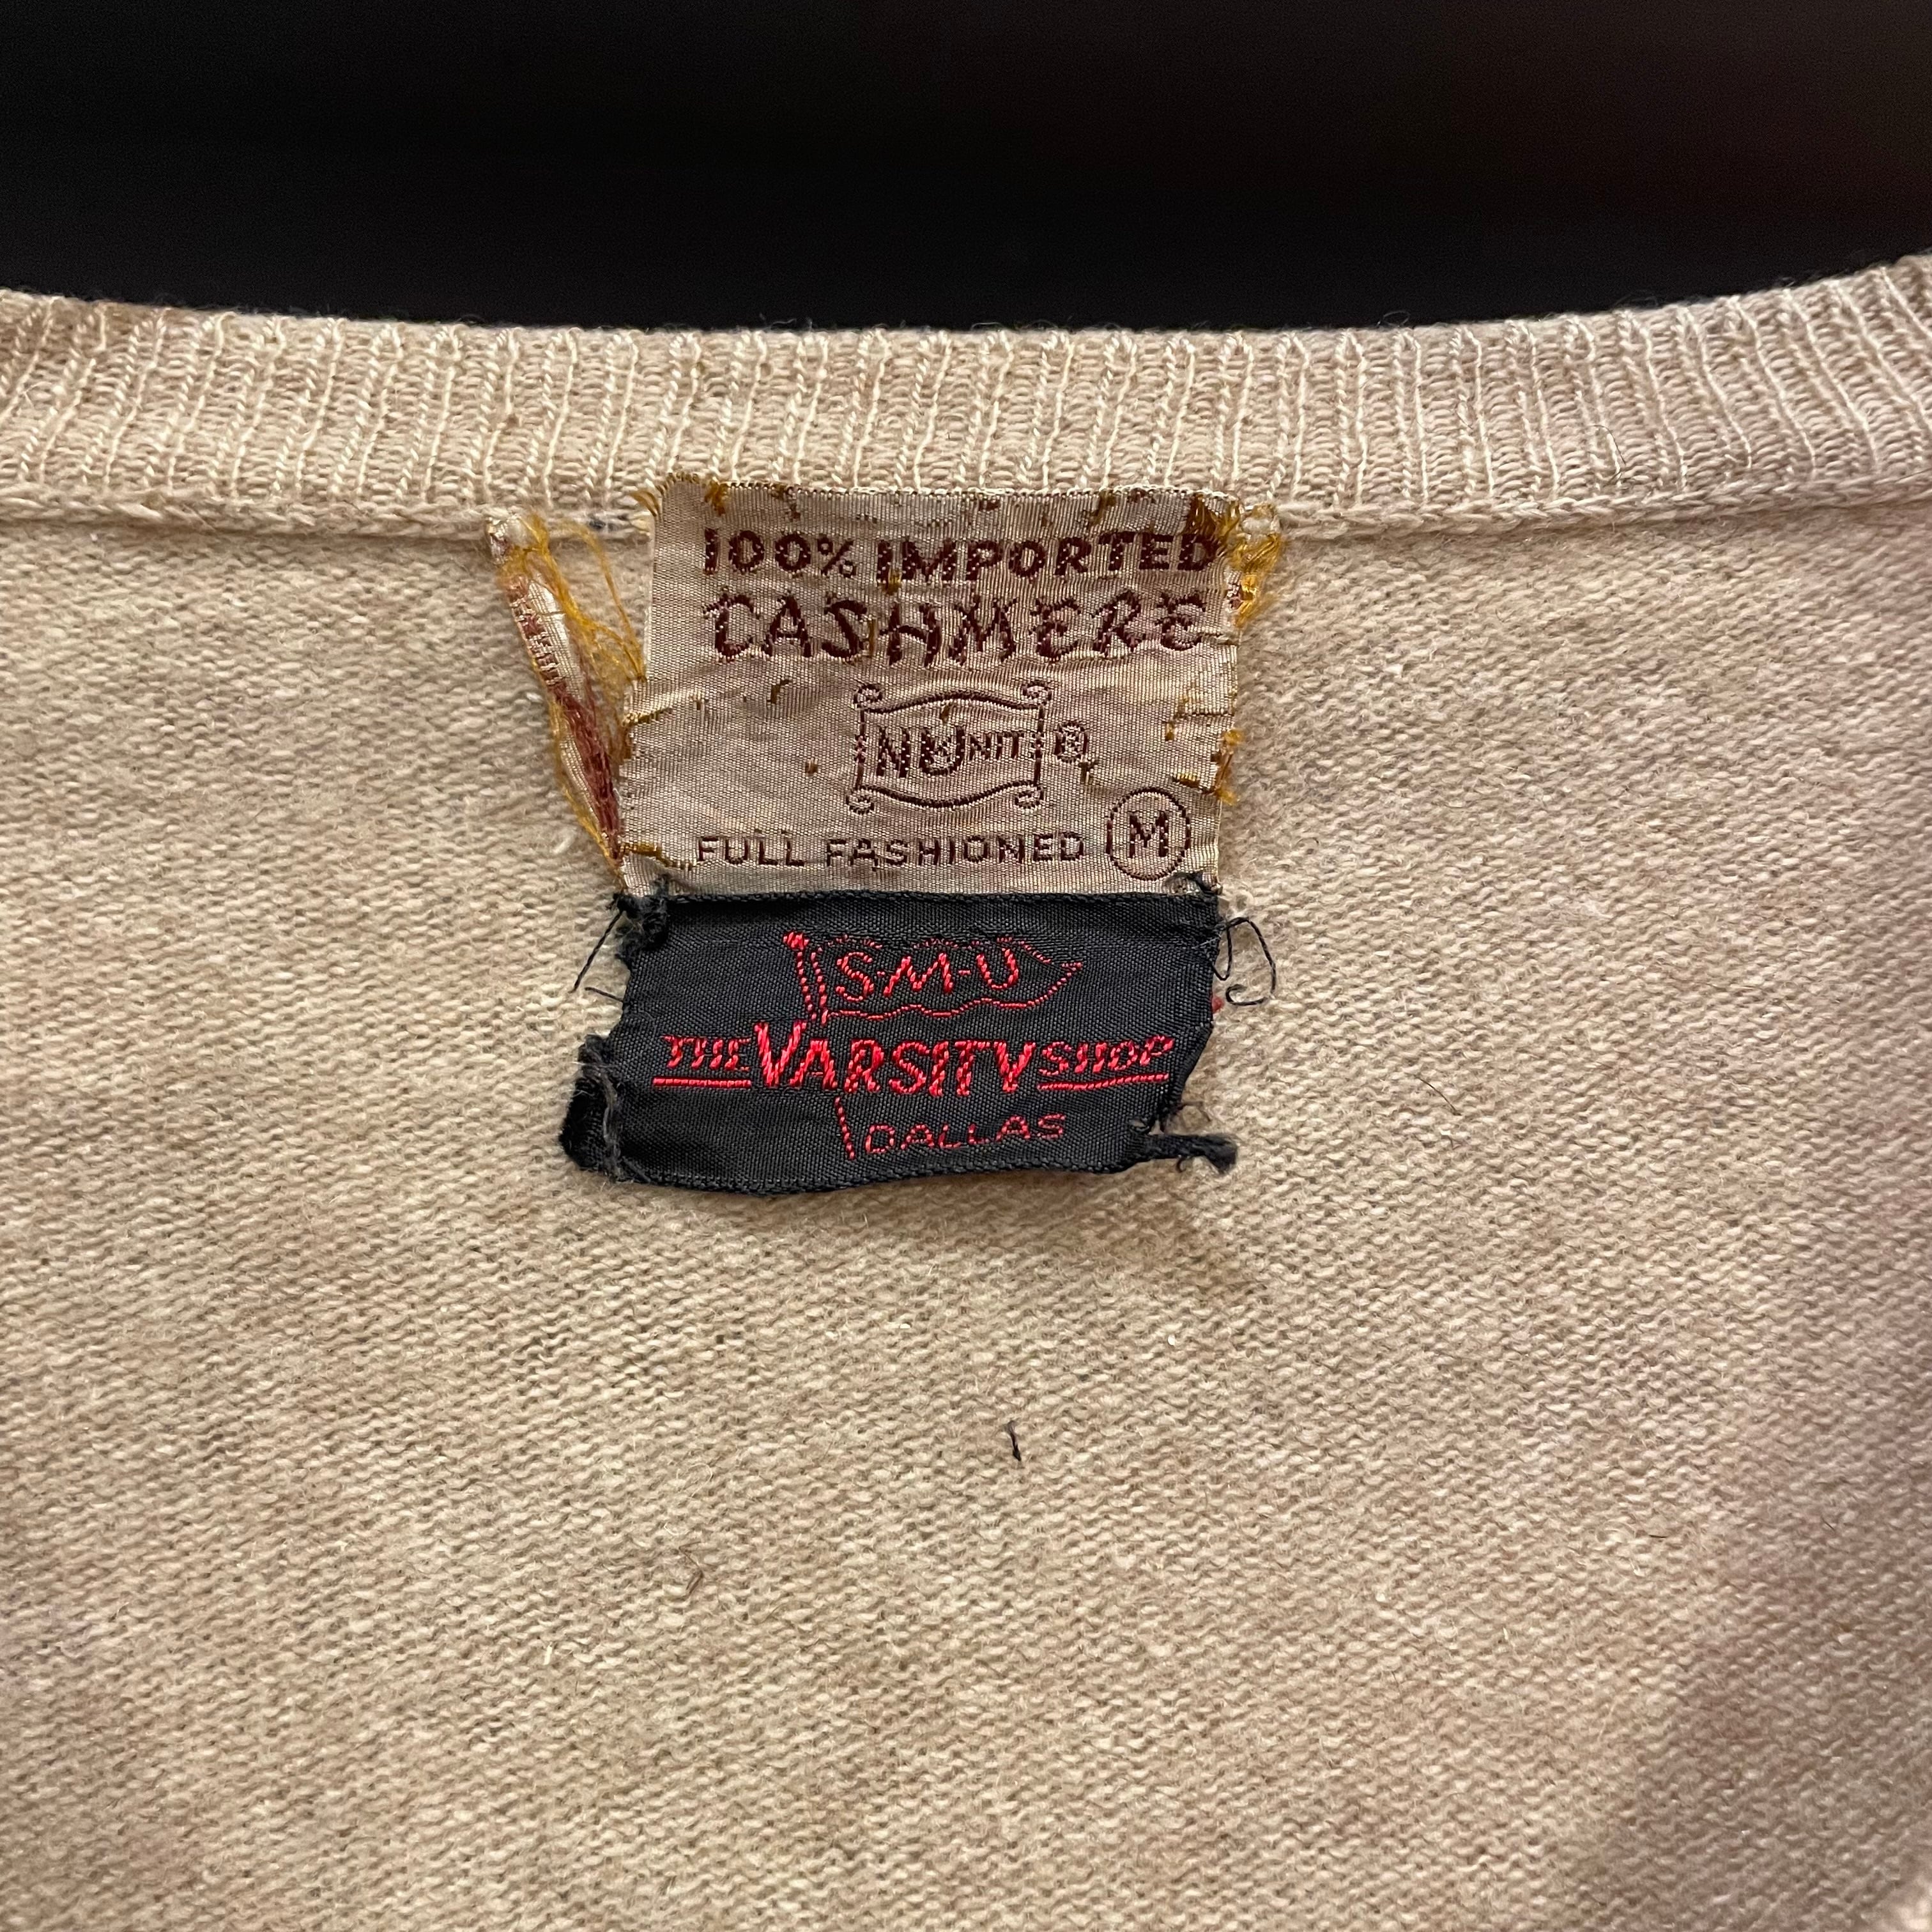 100% IMPORTED
CASHMERE
NUKNIT ®
FULL FASHIONED M
S-M-U
THE VARSITY SHOP
DALLAS